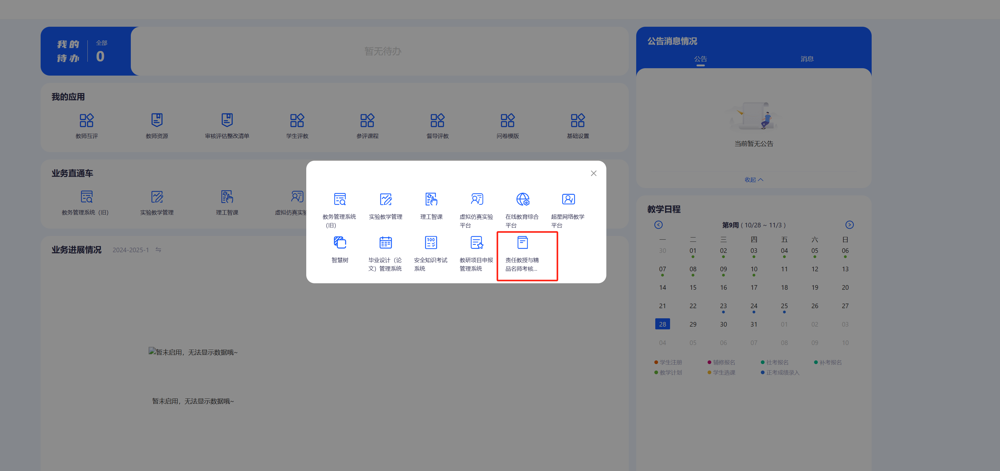 我的
待办
全部
0
暂无待办
我的应用
教师互评
教师资源
审核评估整改清单
学生评教
参评课程
督导评教
问卷模版
基础设置
业务直通车
教务管理系统（旧）
实验教学管理
理工智课
虚拟仿真实验
业务进展情况
2024-2025-1
暂未启用，无法显示数据哦~
暂未启用，无法显示数据哦~
教务管理系统
（旧）
实验教学管理
理工智课
虚拟仿真实验
平台
在线教育综合
平台
超星网络教学
平台
智慧树
毕业设计（论
文）管理系统
100
安全知识考试
系统
教研项目申报
管理系统
责任教授与精
品名师考核...
公告消息情况
公告
消息
当前暂无公告
收起
教学日程
第9周 ( 10/28 ~ 11/3 )
一 二 三 四 五 六 日
30 01 02 03 04 05 06
07 08 09 10 11 12 13
14 15 16 17 18 19 20
21 22 23 24 25 26 27
28 29 30 31 01 02 03
04 05 06 07 08 09 10
学生注册 辅修报名 社考报名 补考报名
教学计划 学生选课 正考成绩录入